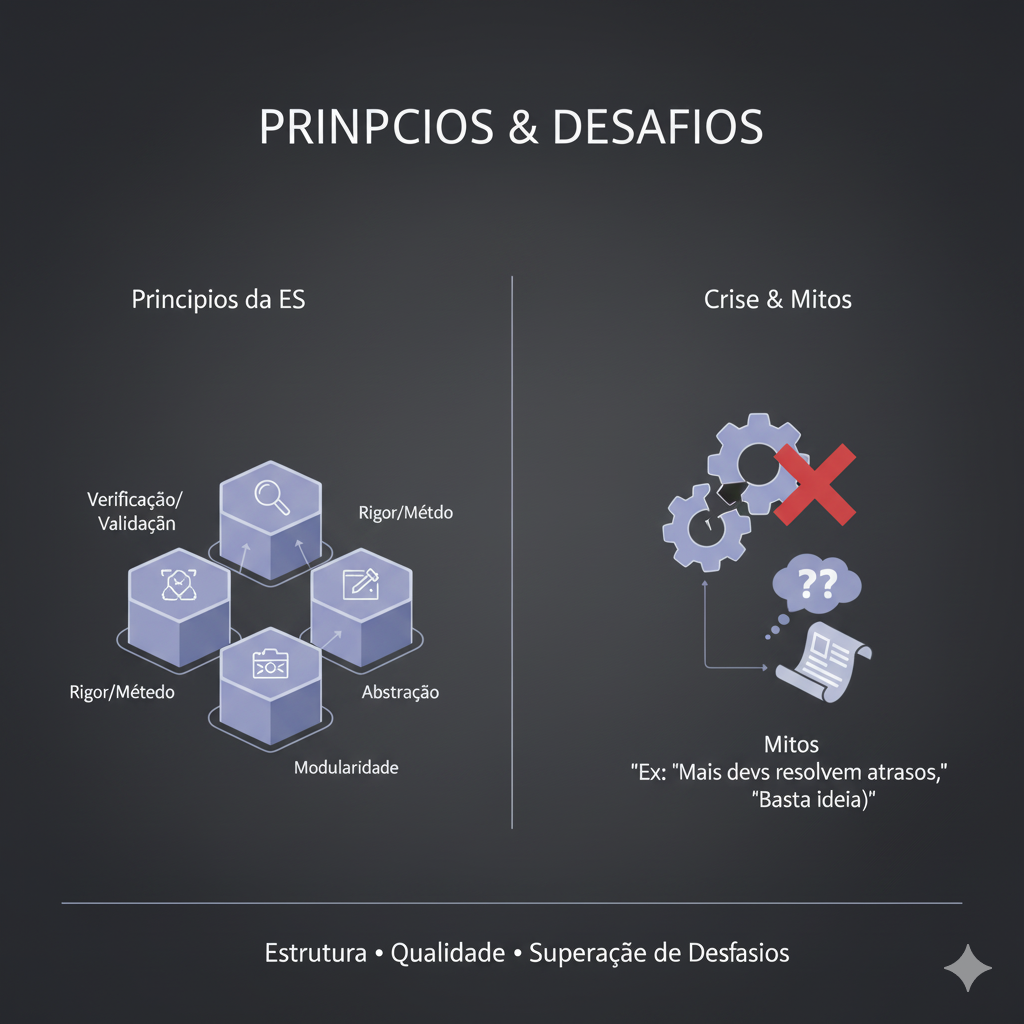 PRINPCIOS & DESAFIOS
Principios da ES
Crise & Mitos
Verificação/
Validaçãn
Rigor/Métdo
Rigor/Métedo
Abstração
Modularidade
??
Mitos
"Ex: "Mais devs resolvem atrasos,"
"Basta ideia)"
Estrutura • Qualidade • Superaçãe de Desfasios